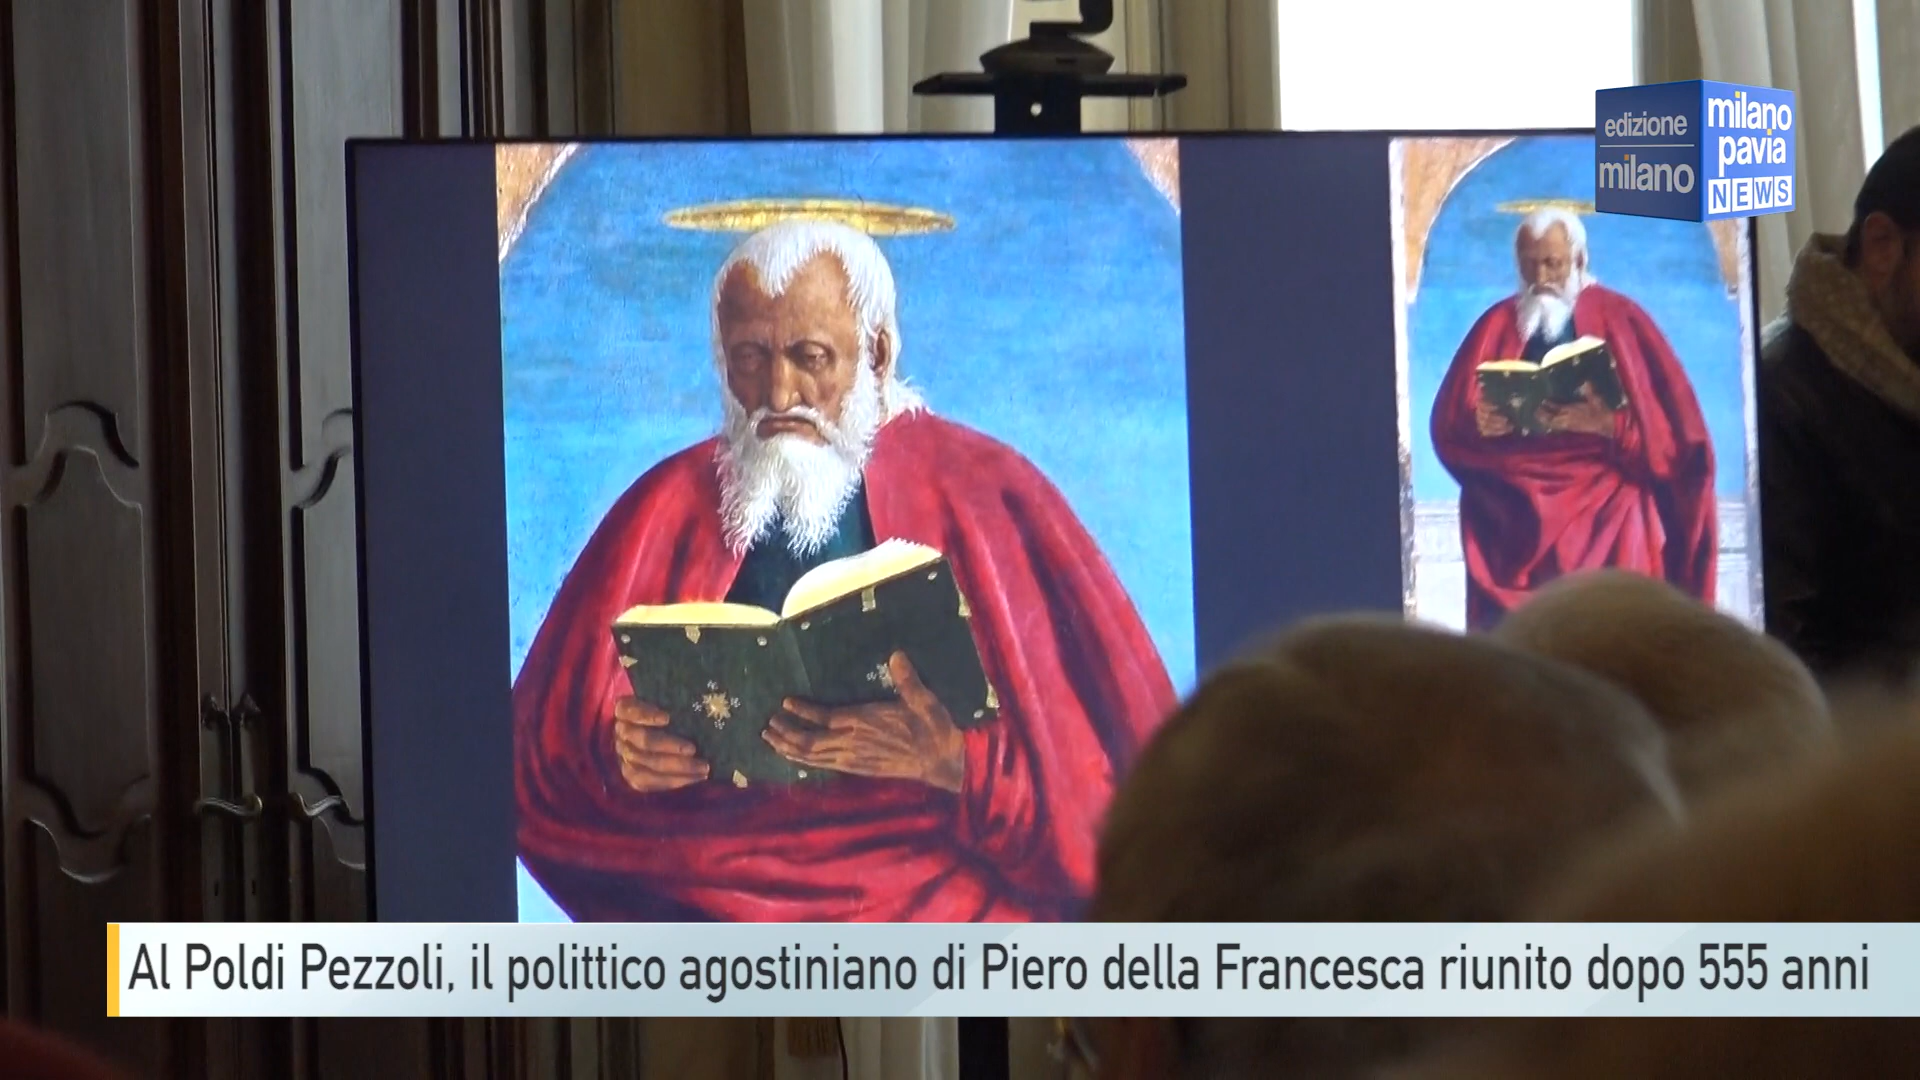 edizione
milano
milano
pavia
NEWS
Al Poldi Pezzoli, il polittico agostiniano di Piero della Francesca riunito dopo 555 anni